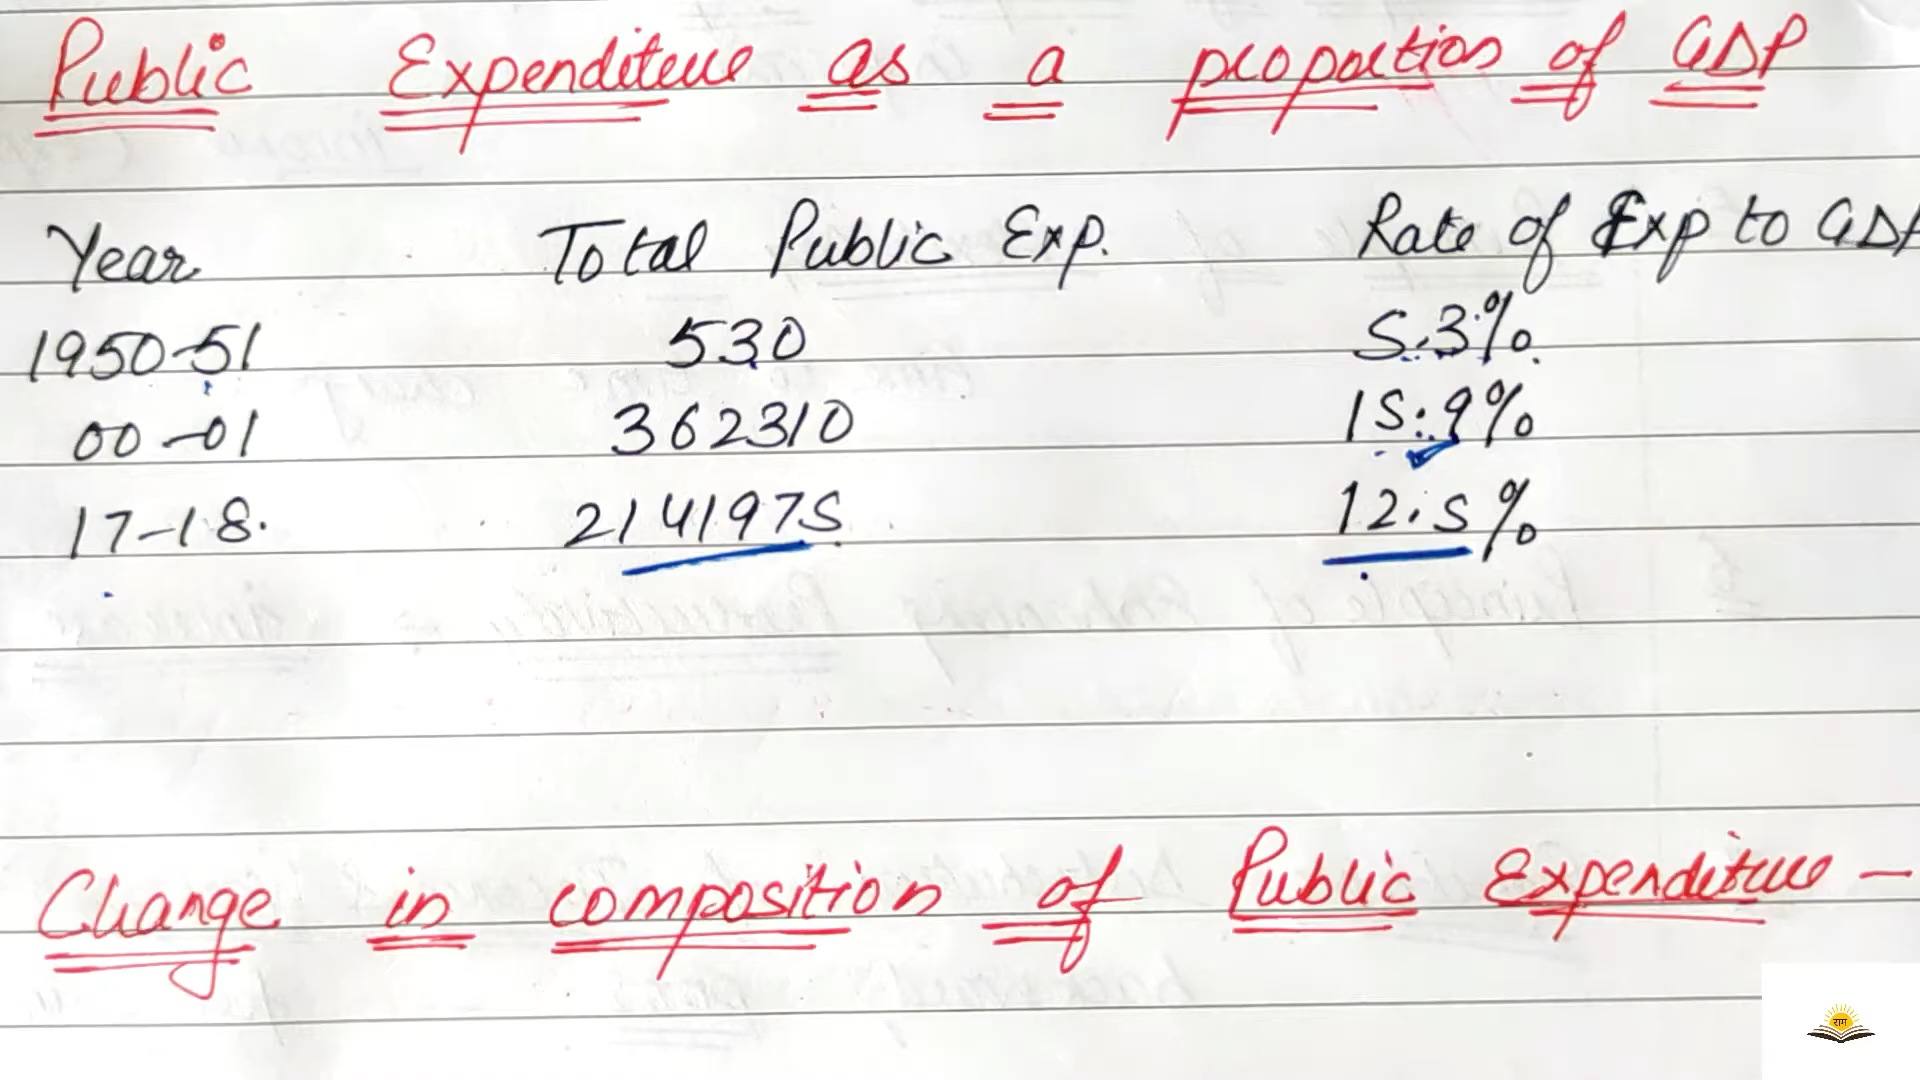 Public Expenditure as a proportion of GDP
Year Total Public Exp. Rate of Exp to GDP
1950-51 530 5.3%
00-01 362310 15.9%
17-18. 2141975 12.5%
Change in composition of Public Expenditure -
राम